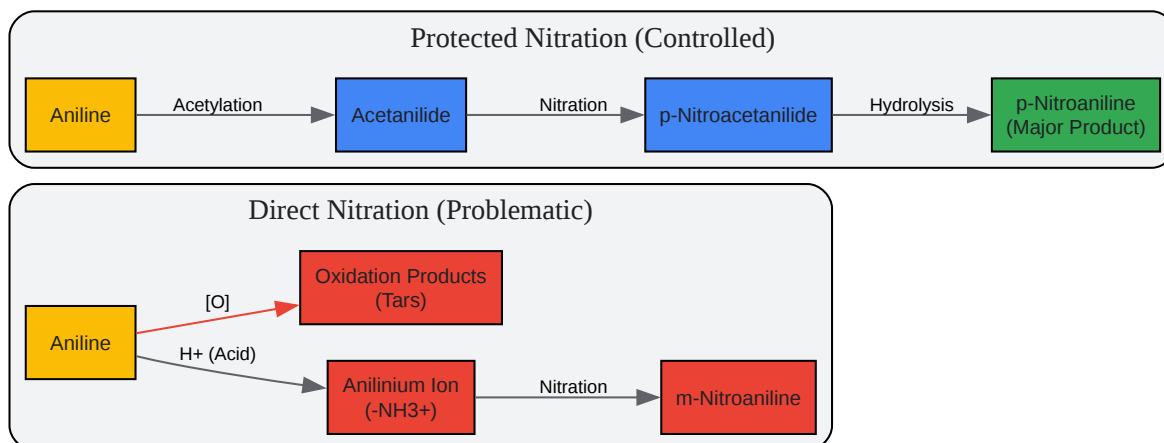 Protected Nitration (Controlled)
Aniline
Acetylation
Acetanilide
Nitration
p-Nitroacetanilide
Hydrolysis
p-Nitroaniline
(Major Product)
Direct Nitration (Problematic)
Aniline
[O]
Oxidation Products
(Tars)
H+ (Acid)
Anilinium Ion
(-NH3+)
Nitration
m-Nitroaniline